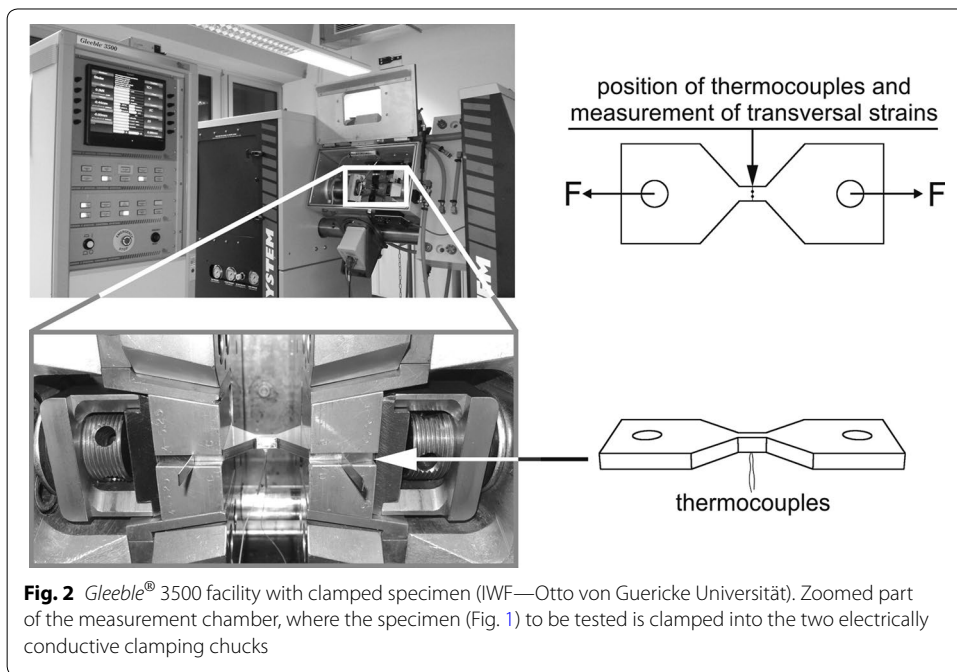 Gleeble 3500
YSTEM
EM
position of thermocouples and
measurement of transversal strains
F
F
thermocouples
Fig. 2 Gleeble® 3500 facility with clamped specimen (IWF—Otto von Guericke Universität). Zoomed part
of the measurement chamber, where the specimen (Fig. 1) to be tested is clamped into the two electrically
conductive clamping chucks